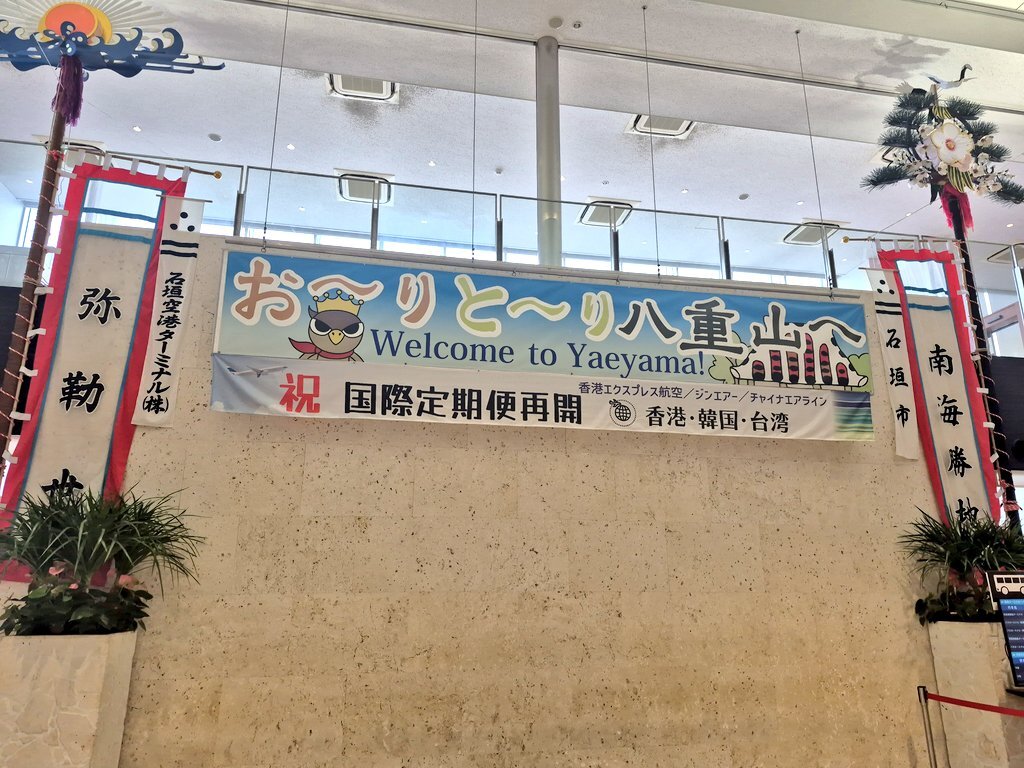 お〜りと〜り八重山へ
Welcome to Yaeyama!
祝 国際定期便再開
香港エクスプレス航空／ジンエアー／チャイナエアライン
香港・韓国・台湾
弥勒世
石垣空港ターミナル(株)
石垣市
南海勝地